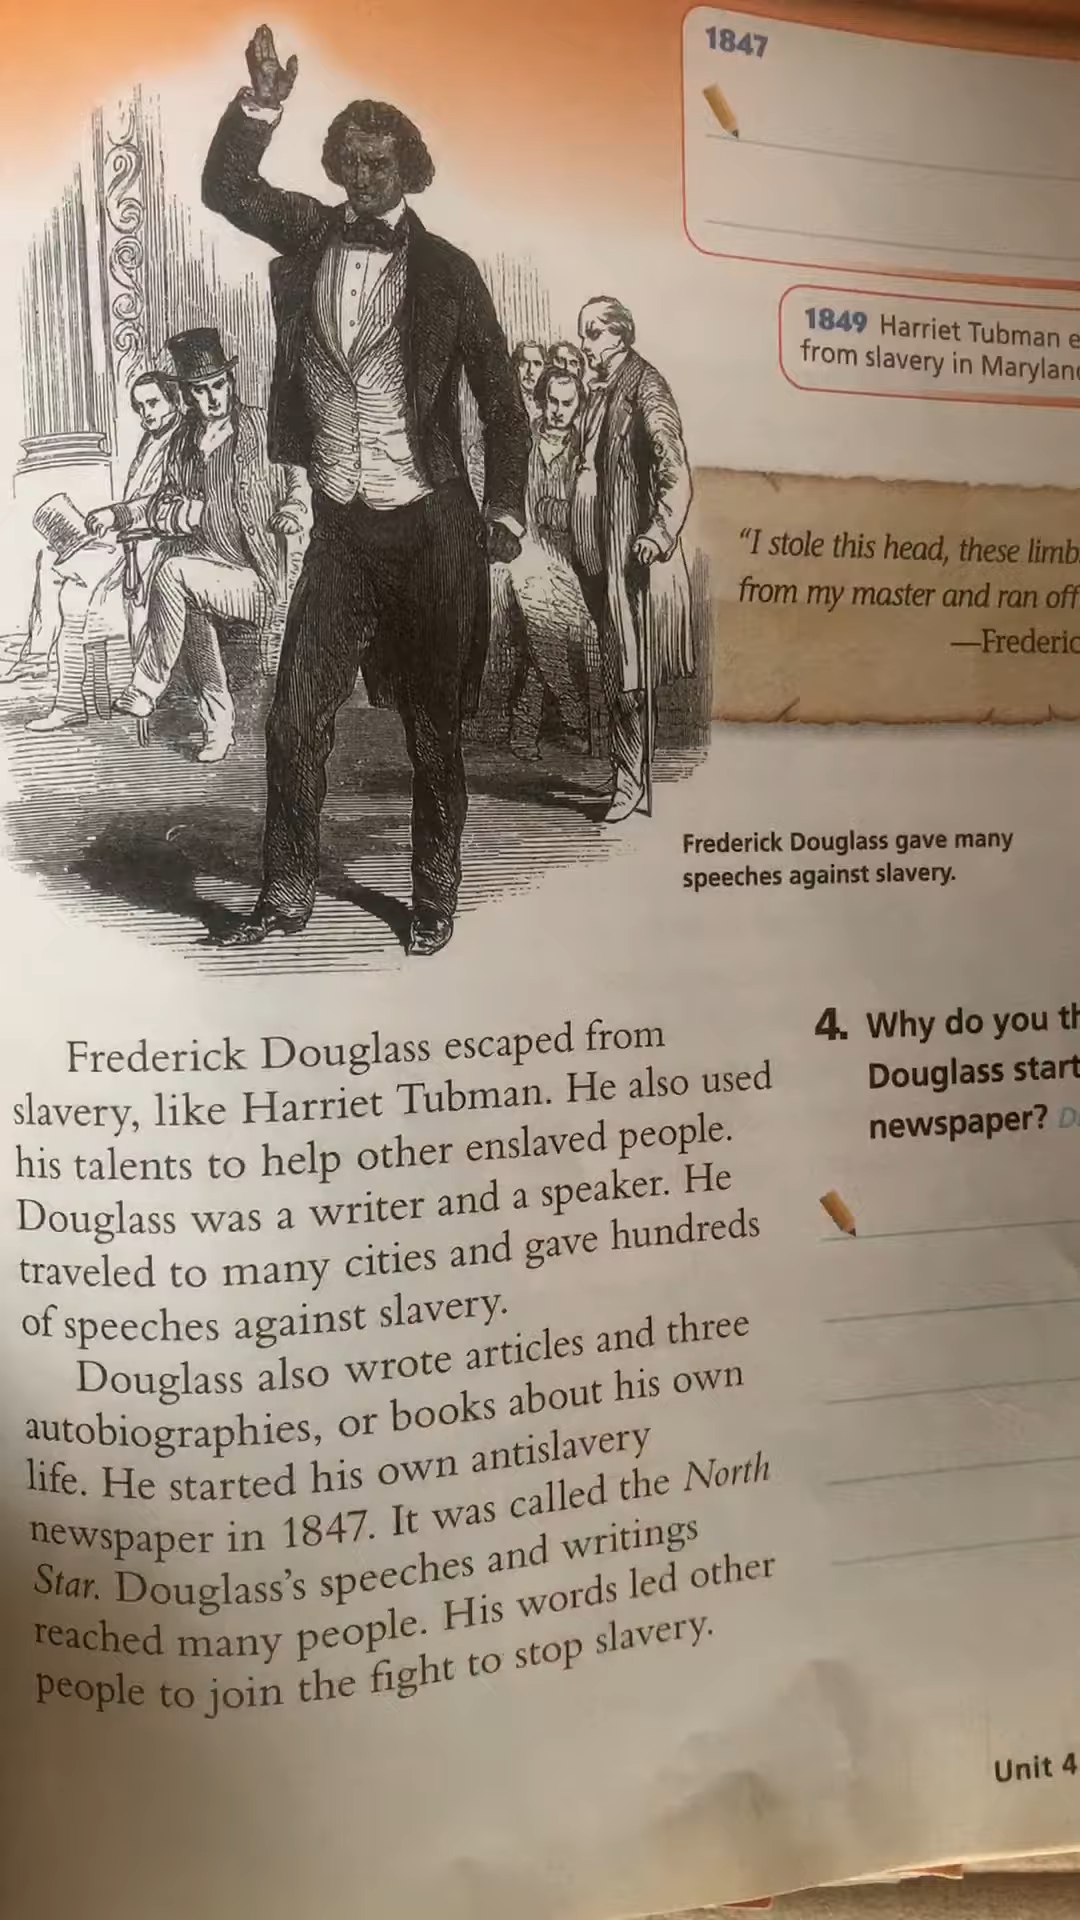 1847
1849 Harriet Tubman
from slavery in
"I stole this head, these
from my master and ran off
Frederick Douglass gave many
speeches against slavery.
Frederick Douglass escaped from
slavery, like Harriet Tubman. He also used
his talents to help other enslaved people.
Douglass was a writer and a speaker. He
traveled to many cities and gave hundreds
of speeches against slavery.
Douglass also wrote articles and three
autobiographies, or books about his own
life. He started his own antislavery
newspaper in 1847. It was called the North
Star. Douglass's speeches and writings
reached many people. His words led other
people to join the fight to stop slavery.
4. Why do you
Douglass start
newspaper?
Unit 4